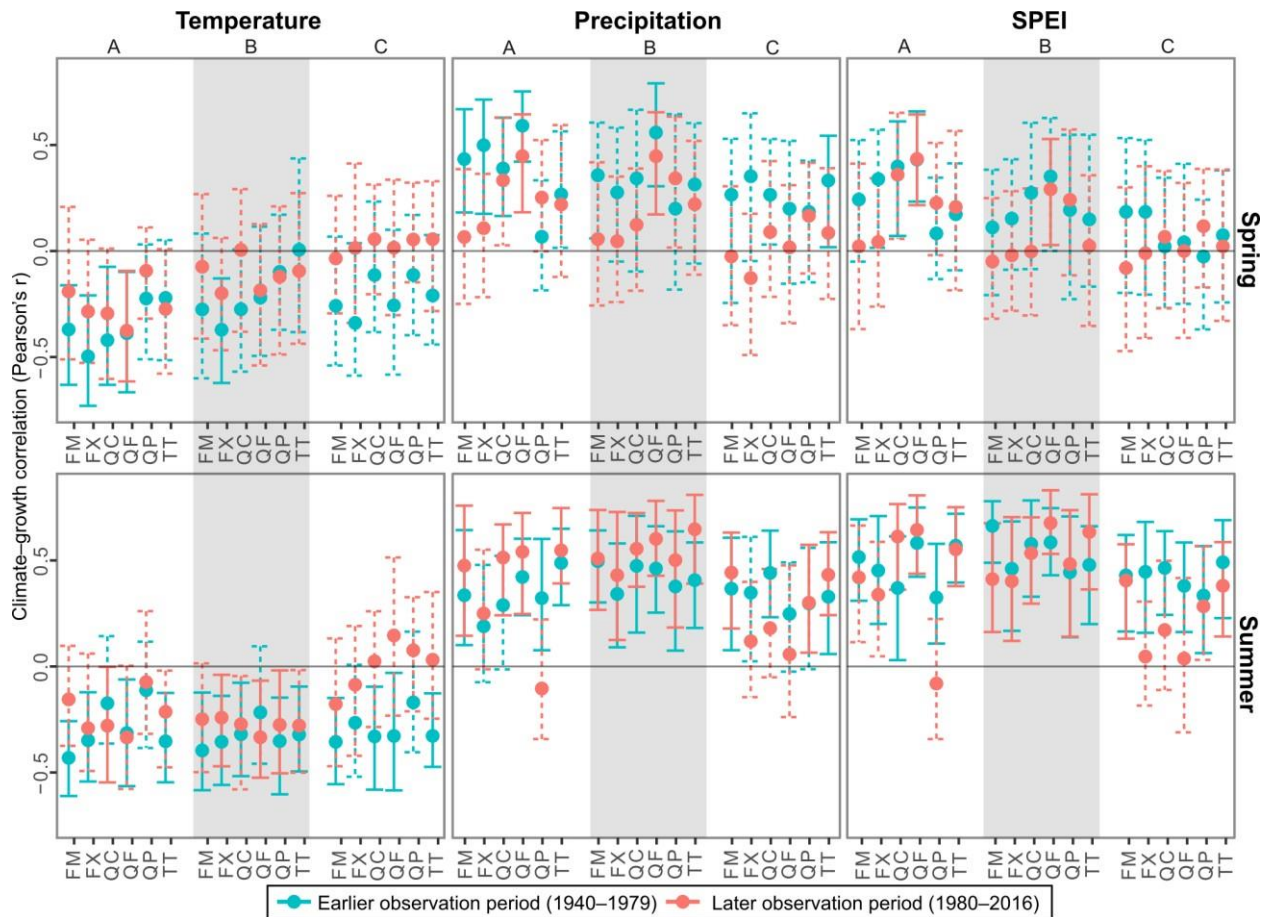 Temperature Precipitation SPEI
A B C A B C A B C
Climate–growth correlation (Pearson's r)
0.5
0.0
−0.5
Spring
FM FX QC QF QP TT FM FX QC QF QP TT FM FX QC QF QP TT FM FX QC QF QP TT FM FX QC QF QP TT FM FX QC QF QP TT FM FX QC QF QP TT FM FX QC QF QP TT FM FX QC QF QP TT
0.5
0.0
−0.5
Summer
FM FX QC QF QP TT FM FX QC QF QP TT FM FX QC QF QP TT FM FX QC QF QP TT FM FX QC QF QP TT FM FX QC QF QP TT FM FX QC QF QP TT FM FX QC QF QP TT FM FX QC QF QP TT
Earlier observation period (1940–1979) Later observation period (1980–2016)